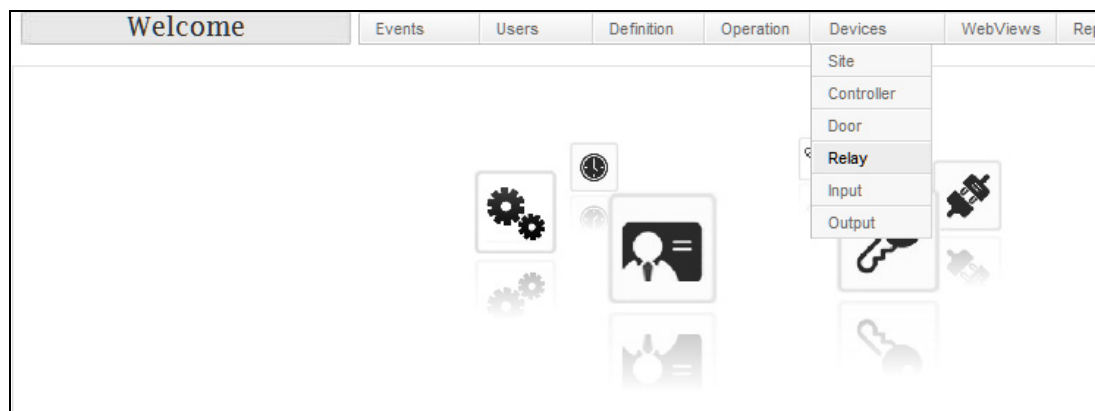 Welcome Events Users Definition Operation Devices WebViews
Site
Controller
Door
Relay
Input
Output